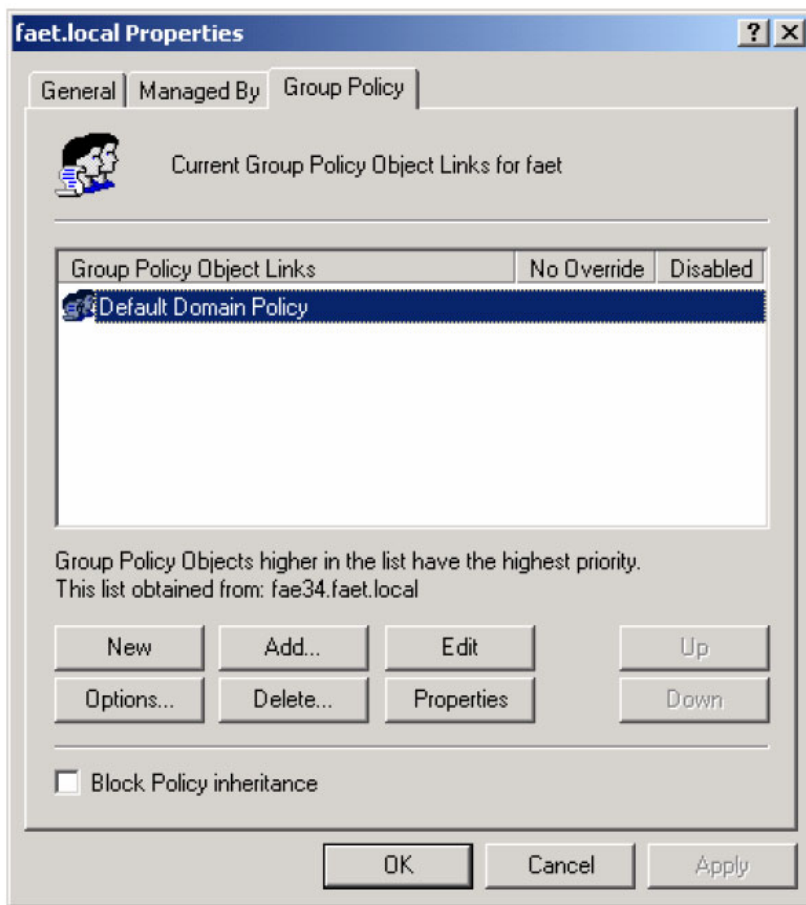 faet.local Properties
General Managed By Group Policy
Current Group Policy Object Links for faet
Group Policy Object Links No Override Disabled
Default Domain Policy
Group Policy Objects higher in the list have the highest priority.
This list obtained from: fae34.faet.local
New Add... Edit Up
Options... Delete... Properties Down
Block Policy inheritance
OK Cancel Apply